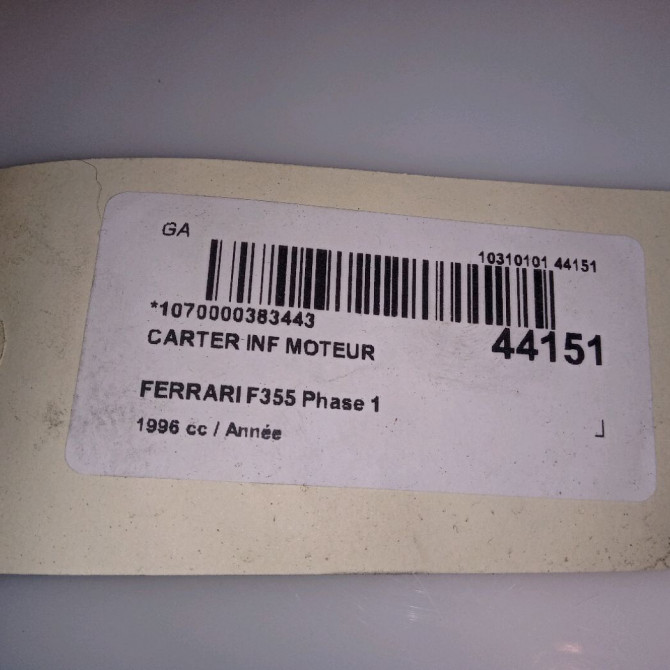 GA
10310101 44151
*1070000383443
CARTER INF MOTEUR
44151
FERRARI F355 Phase 1
1996 cc / Année